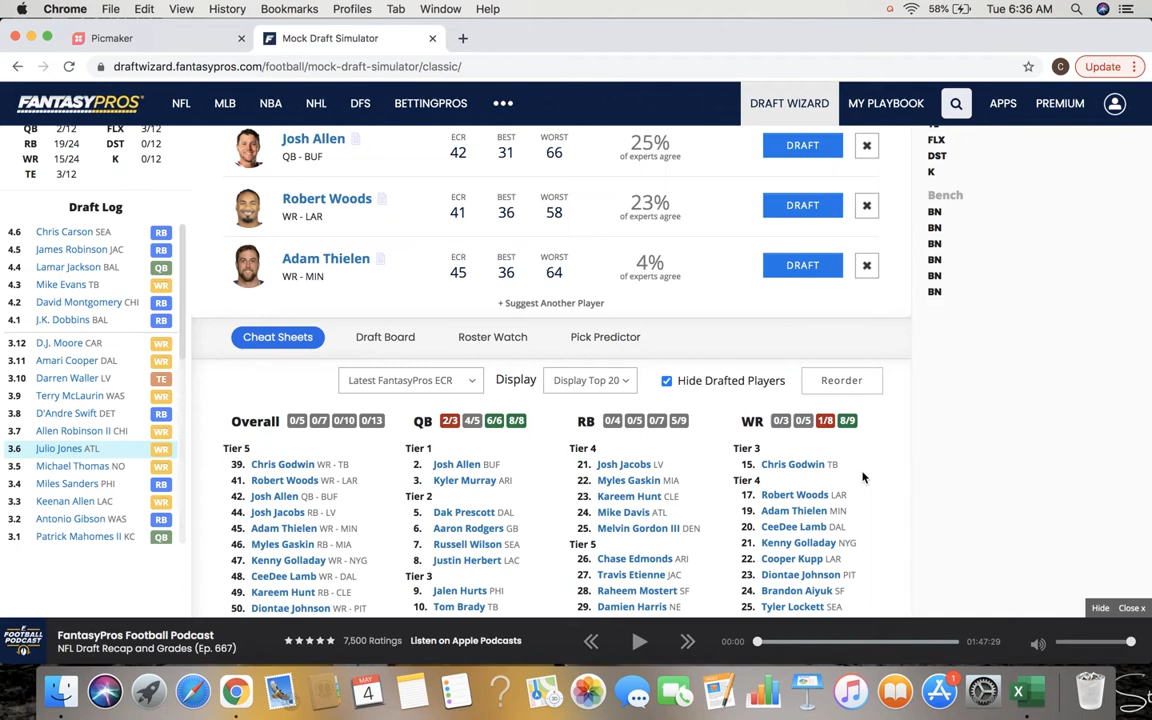 Chrome File Edit View History Bookmarks Profiles Tab Window Help 58% Tue 6:36 AM
Picmaker × Mock Draft Simulator × +
draftwizard.fantasypros.com/football/mock-draft-simulator/classic/ C Update
FANTASYPROS NFL MLB NBA NHL DFS BETTINGPROS ••• DRAFT WIZARD MY PLAYBOOK APPS PREMIUM
QB 2/12 FLX 3/12
RB 19/24 DST 0/12
WR 15/24 K 0/12
TE 3/12
Draft Log
4.6 Chris Carson SEA RB
4.5 James Robinson JAC RB
4.4 Lamar Jackson BAL QB
4.3 Mike Evans TB WR
4.2 David Montgomery CHI RB
4.1 J.K. Dobbins BAL RB
3.12 D.J. Moore CAR WR
3.11 Amari Cooper DAL WR
3.10 Darren Waller LV TE
3.9 Terry McLaurin WAS WR
3.8 D'Andre Swift DET RB
3.7 Allen Robinson II CHI WR
3.6 Julio Jones ATL WR
3.5 Michael Thomas NO WR
3.4 Miles Sanders PHI RB
3.3 Keenan Allen LAC WR
3.2 Antonio Gibson WAS RB
3.1 Patrick Mahomes II KC QB
Josh Allen ECR BEST WORST 25% DRAFT ×
QB - BUF 42 31 66 of experts agree
Robert Woods ECR BEST WORST 23% DRAFT ×
WR - LAR 41 36 58 of experts agree
Adam Thielen ECR BEST WORST 4% DRAFT ×
WR - MIN 45 36 64 of experts agree
+ Suggest Another Player
Cheat Sheets Draft Board Roster Watch Pick Predictor
Latest FantasyPros ECR Display Display Top 20 Hide Drafted Players Reorder
Overall 0/5 0/7 0/10 0/13
Tier 5
39. Chris Godwin WR - TB
41. Robert Woods WR - LAR
42. Josh Allen QB - BUF
44. Josh Jacobs RB - LV
45. Adam Thielen WR - MIN
46. Myles Gaskin RB - MIA
47. Kenny Golladay WR - NYG
48. CeeDee Lamb WR - DAL
49. Kareem Hunt RB - CLE
50. Diontae Johnson WR - PIT
QB 2/3 4/5 6/6 8/8
Tier 1
2. Josh Allen BUF
3. Kyler Murray ARI
Tier 2
5. Dak Prescott DAL
6. Aaron Rodgers GB
7. Russell Wilson SEA
8. Justin Herbert LAC
Tier 3
9. Jalen Hurts PHI
10. Tom Brady TB
RB 0/4 0/5 0/7 5/9
Tier 4
21. Josh Jacobs LV
22. Myles Gaskin MIA
23. Kareem Hunt CLE
24. Mike Davis ATL
25. Melvin Gordon III DEN
Tier 5
26. Chase Edmonds ARI
27. Travis Etienne JAC
28. Raheem Mostert SF
29. Damien Harris NE
WR 0/3 0/5 1/8 8/9
Tier 3
15. Chris Godwin TB
Tier 4
17. Robert Woods LAR
19. Adam Thielen MIN
20. CeeDee Lamb DAL
21. Kenny Golladay NYG
22. Cooper Kupp LAR
23. Diontae Johnson PIT
24. Brandon Aiyuk SF
25. Tyler Lockett SEA
FLX
DST
K
Bench
BN
BN
BN
BN
BN
BN
Hide Close x
FOOTBALL PODCAST
FantasyPros Football Podcast ★★★★★ 7,500 Ratings Listen on Apple Podcasts 00:00 01:47:29
NFL Draft Recap and Grades (Ep. 667)
MAY
4
1